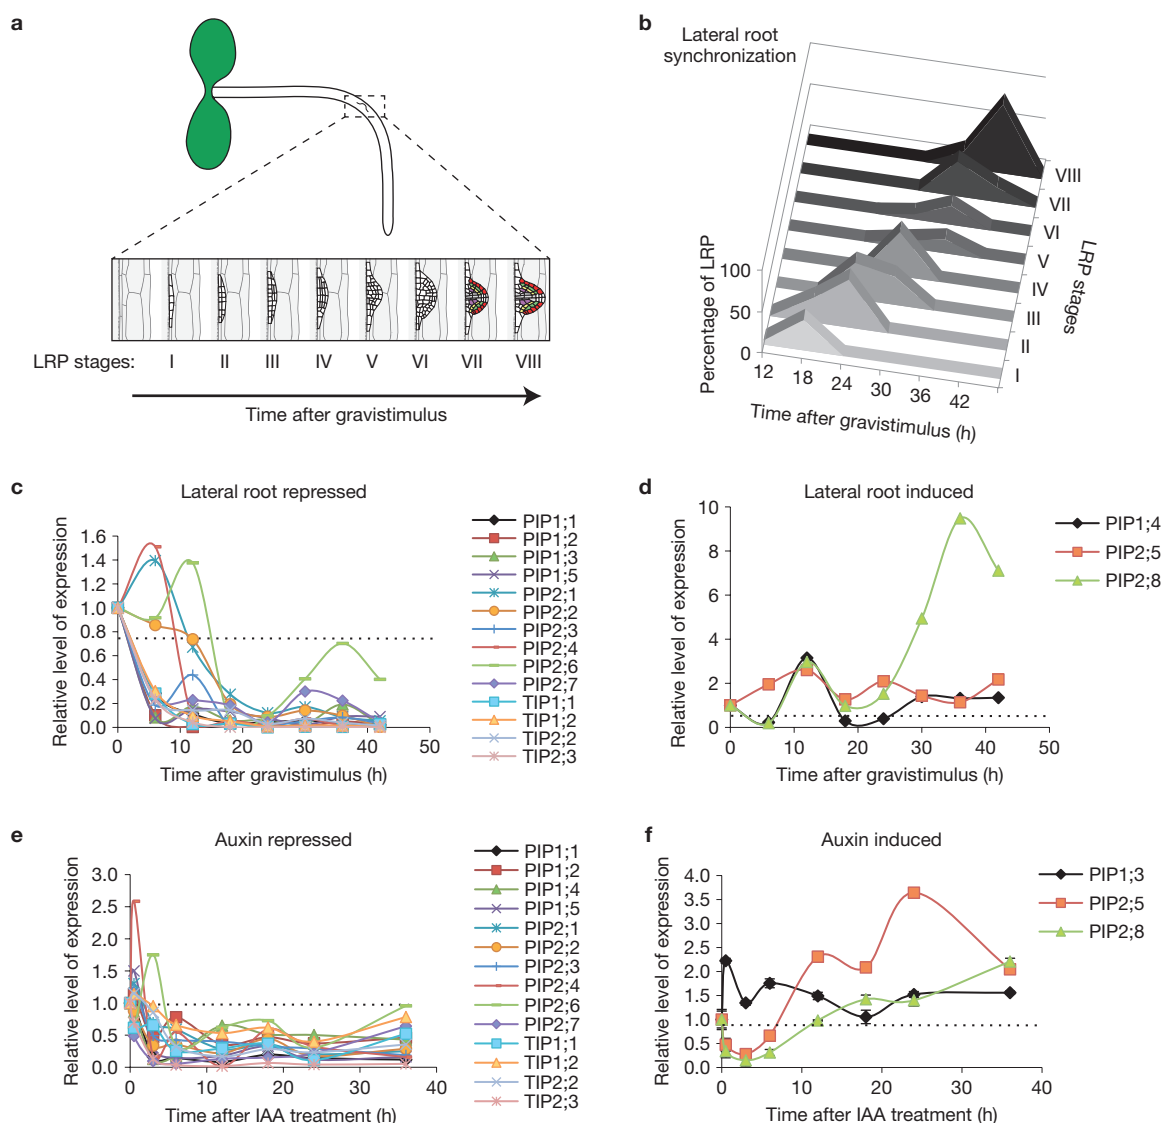 a
LRP stages:
I
II
III
IV
V
VI
VII
VIII
Time after gravistimulus
b
Lateral root
synchronization
Percentage of LRP
100
50
0
12
18
24
30
36
42
Time after gravistimulus (h)
VIII
VII
VI
V
IV
III
II
I
LRP stages
c
Lateral root repressed
Relative level of expression
1.6
1.4
1.2
1.0
0.8
0.6
0.4
0.2
0.0
0
10
20
30
40
50
Time after gravistimulus (h)
PIP1;1
PIP1;2
PIP1;3
PIP1;5
PIP2;1
PIP2;2
PIP2;3
PIP2;4
PIP2;6
PIP2;7
TIP1;1
TIP1;2
TIP2;2
TIP2;3
d
Lateral root induced
Relative level of expression
10
8
6
4
2
0
0
10
20
30
40
50
Time after gravistimulus (h)
PIP1;4
PIP2;5
PIP2;8
e
Auxin repressed
Relative level of expression
3.0
2.5
2.0
1.5
1.0
0.5
0.0
0
10
20
30
40
Time after IAA treatment (h)
PIP1;1
PIP1;2
PIP1;4
PIP1;5
PIP2;1
PIP2;2
PIP2;3
PIP2;4
PIP2;6
PIP2;7
TIP1;1
TIP1;2
TIP2;2
TIP2;3
f
Auxin induced
Relative level of expression
4.0
3.5
3.0
2.5
2.0
1.5
1.0
0.5
0.0
0
10
20
30
40
Time after IAA treatment (h)
PIP1;3
PIP2;5
PIP2;8